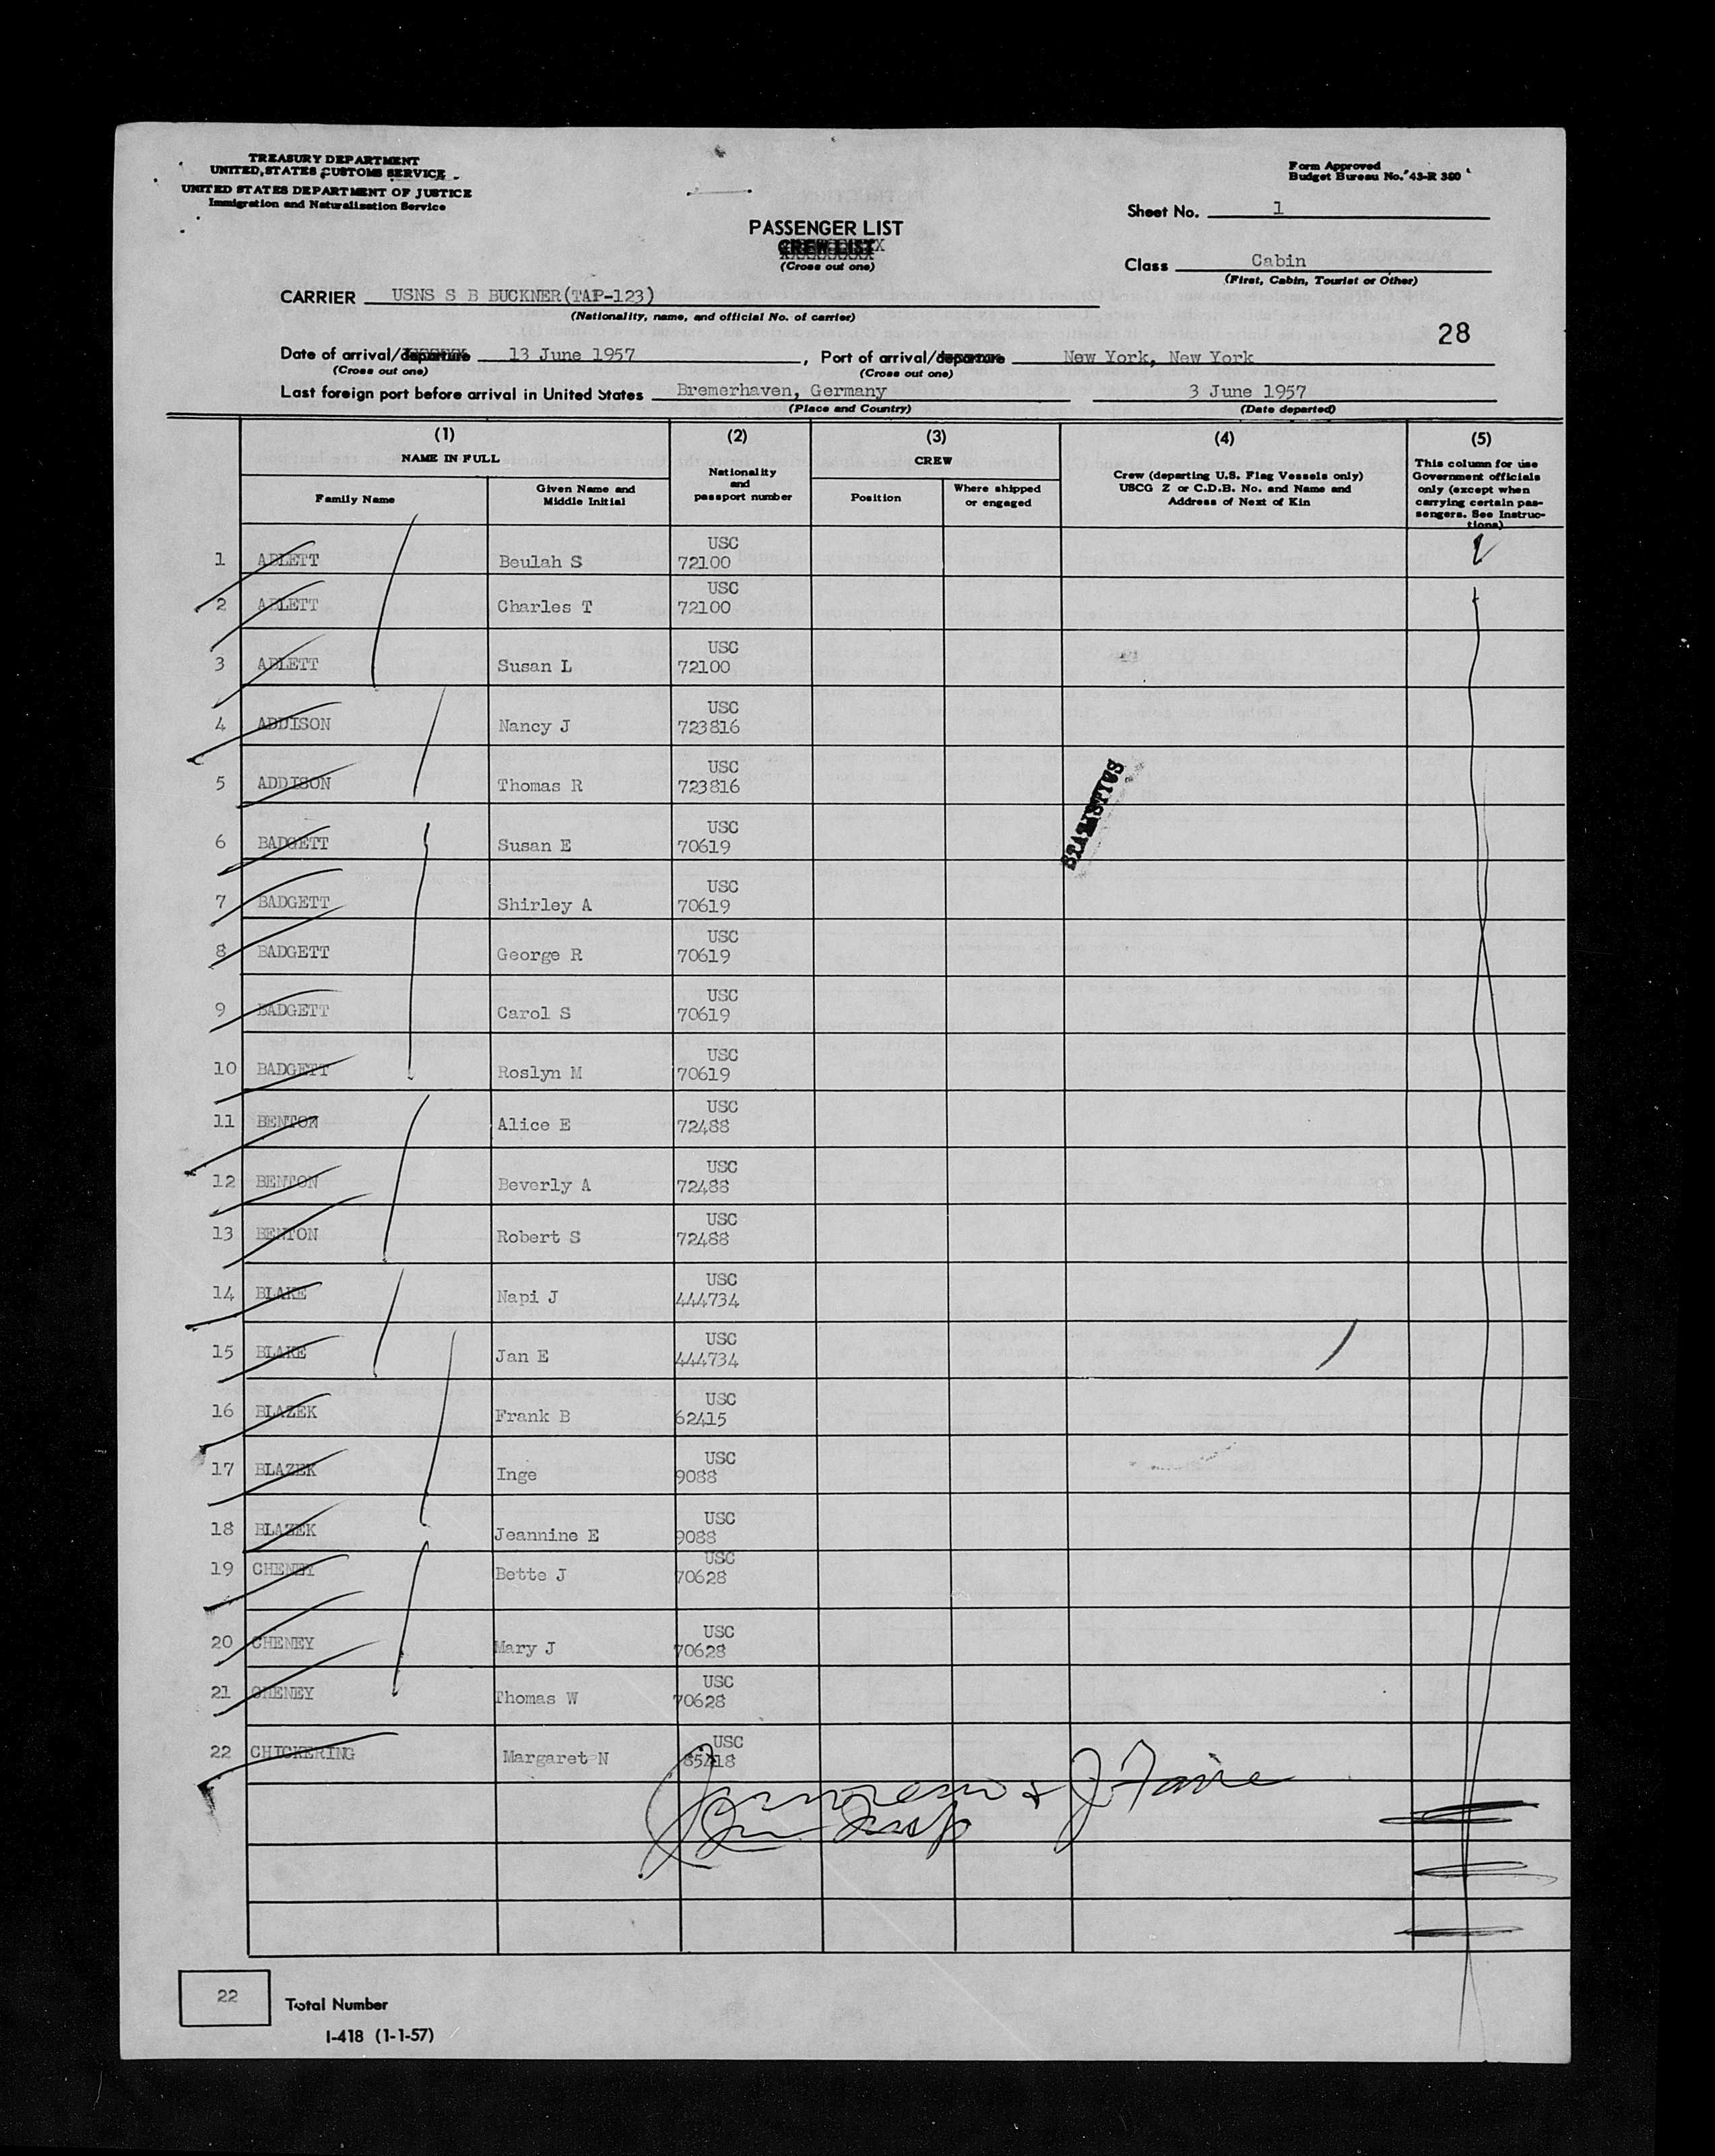 TREASURY DEPARTMENT
UNITED STATES CUSTOMS SERVICE
UNITED STATES DEPARTMENT OF JUSTICE
Immigration and Naturalization Service
Form Approved
Budget Bureau No. 43-R 380
Sheet No. 1
PASSENGER LIST
CREW LIST
(Cross out one)
Class Cabin
(First, Cabin, Tourist or Other)
CARRIER USNS S B BUCKNER(TAP-123)
(Nationality, name, and official No. of carrier)
28
Date of arrival/departure 13 June 1957, Port of arrival/departure New York, New York
(Cross out one) (Cross out one)
Last foreign port before arrival in United States Bremerhaven, Germany 3 June 1957
(Place and Country) (Date departed)
(1) (2) (3) (4) (5)
NAME IN FULL
Family Name
Given Name and Middle Initial
Nationality and passport number
CREW
Position
Where shipped or engaged
Crew (departing U.S. Flag Vessels only)
USCG Z or C.D.B. No. and Name and
Address of Next of Kin
This column for use
Government officials
only (except when
carrying certain pas-
sengers. See Instruc-
tions)
1 ABLETT Beulah S USC 72100
2 ABLETT Charles T USC 72100
3 ABLETT Susan L USC 72100
4 ADDISON Nancy J USC 723816
5 ADDISON Thomas R USC 723816
STATISTICS
6 BADGETT Susan E USC 70619
7 BADGETT Shirley A USC 70619
8 BADGETT George R USC 70619
9 BADGETT Carol S USC 70619
10 BADGETT Roslyn M USC 70619
11 BENTON Alice E USC 72488
12 BENTON Beverly A USC 72488
13 BENTON Robert S USC 72488
14 BLAKE Napi J USC 444734
15 BLAKE Jan E USC 444734
16 BLAZEK Frank B USC 62415
17 BLAZEK Inge USC 9088
18 BLAZEK Jeannine E USC 9088
19 CHENEY Bette J USC 70628
20 CHENEY Mary J USC 70628
21 CHENEY Thomas W USC 70628
22 CHICKERING Margaret N USC
22 Total Number
I-418 (1-1-57)